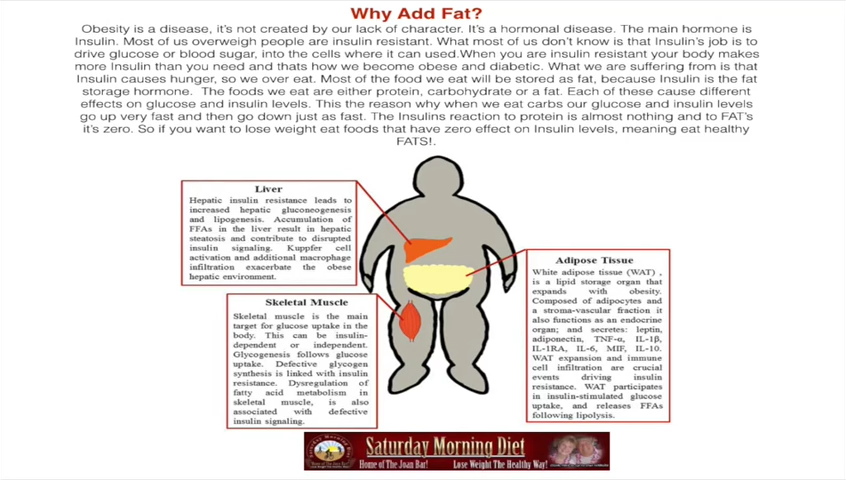 Why Add Fat?
Obesity is a disease, it's not created by our lack of character. It's a hormonal disease. The main hormone is
Insulin. Most of us overweigh people are insulin resistant. What most of us don't know is that Insulin's job is to
drive glucose or blood sugar, into the cells where it can used.When you are insulin resistant your body makes
more Insulin than you need and thats how we become obese and diabetic. What we are suffering from is that
Insulin causes hunger, so we over eat. Most of the food we eat will be stored as fat, because Insulin is the fat
storage hormone. The foods we eat are either protein, carbohydrate or a fat. Each of these cause different
effects on glucose and insulin levels. This the reason why when we eat carbs our glucose and insulin levels
go up very fast and then go down just as fast. The Insulins reaction to protein is almost nothing and to FAT's
it's zero. So if you want to lose weight eat foods that have zero effect on Insulin levels, meaning eat healthy
FATS!.
Liver
Hepatic insulin resistance leads to
increased hepatic gluconeogenesis
and lipogenesis. Accumulation of
FFAs in the liver result in hepatic
steatosis and contribute to disrupted
insulin signaling. Kuppfer cell
activation and additional macrophage
infiltration exacerbate the obese
hepatic environment.
Adipose Tissue
White adipose tissue (WAT) ,
is a lipid storage organ that
expands with obesity.
Composed of adipocytes and
a stroma-vascular fraction it
also functions as an endocrine
organ; and secretes: leptin,
adiponectin, TNF-α, IL-1β,
IL-1RA, IL-6, MIF, IL-10.
WAT expansion and immune
cell infiltration are crucial
events driving insulin
resistance. WAT participates
in insulin-stimulated glucose
uptake, and releases FFAs
following lipolysis.
Skeletal Muscle
Skeletal muscle is the main
target for glucose uptake in the
body. This can be insulin-
dependent or independent.
Glycogenesis follows glucose
uptake. Defective glycogen
synthesis is linked with insulin
resistance. Dysregulation of
fatty acid metabolism in
skeletal muscle, is also
associated with defective
insulin signaling.
Saturday Morning Diet
Home of The Joan Bar! Lose Weight The Healthy Way!